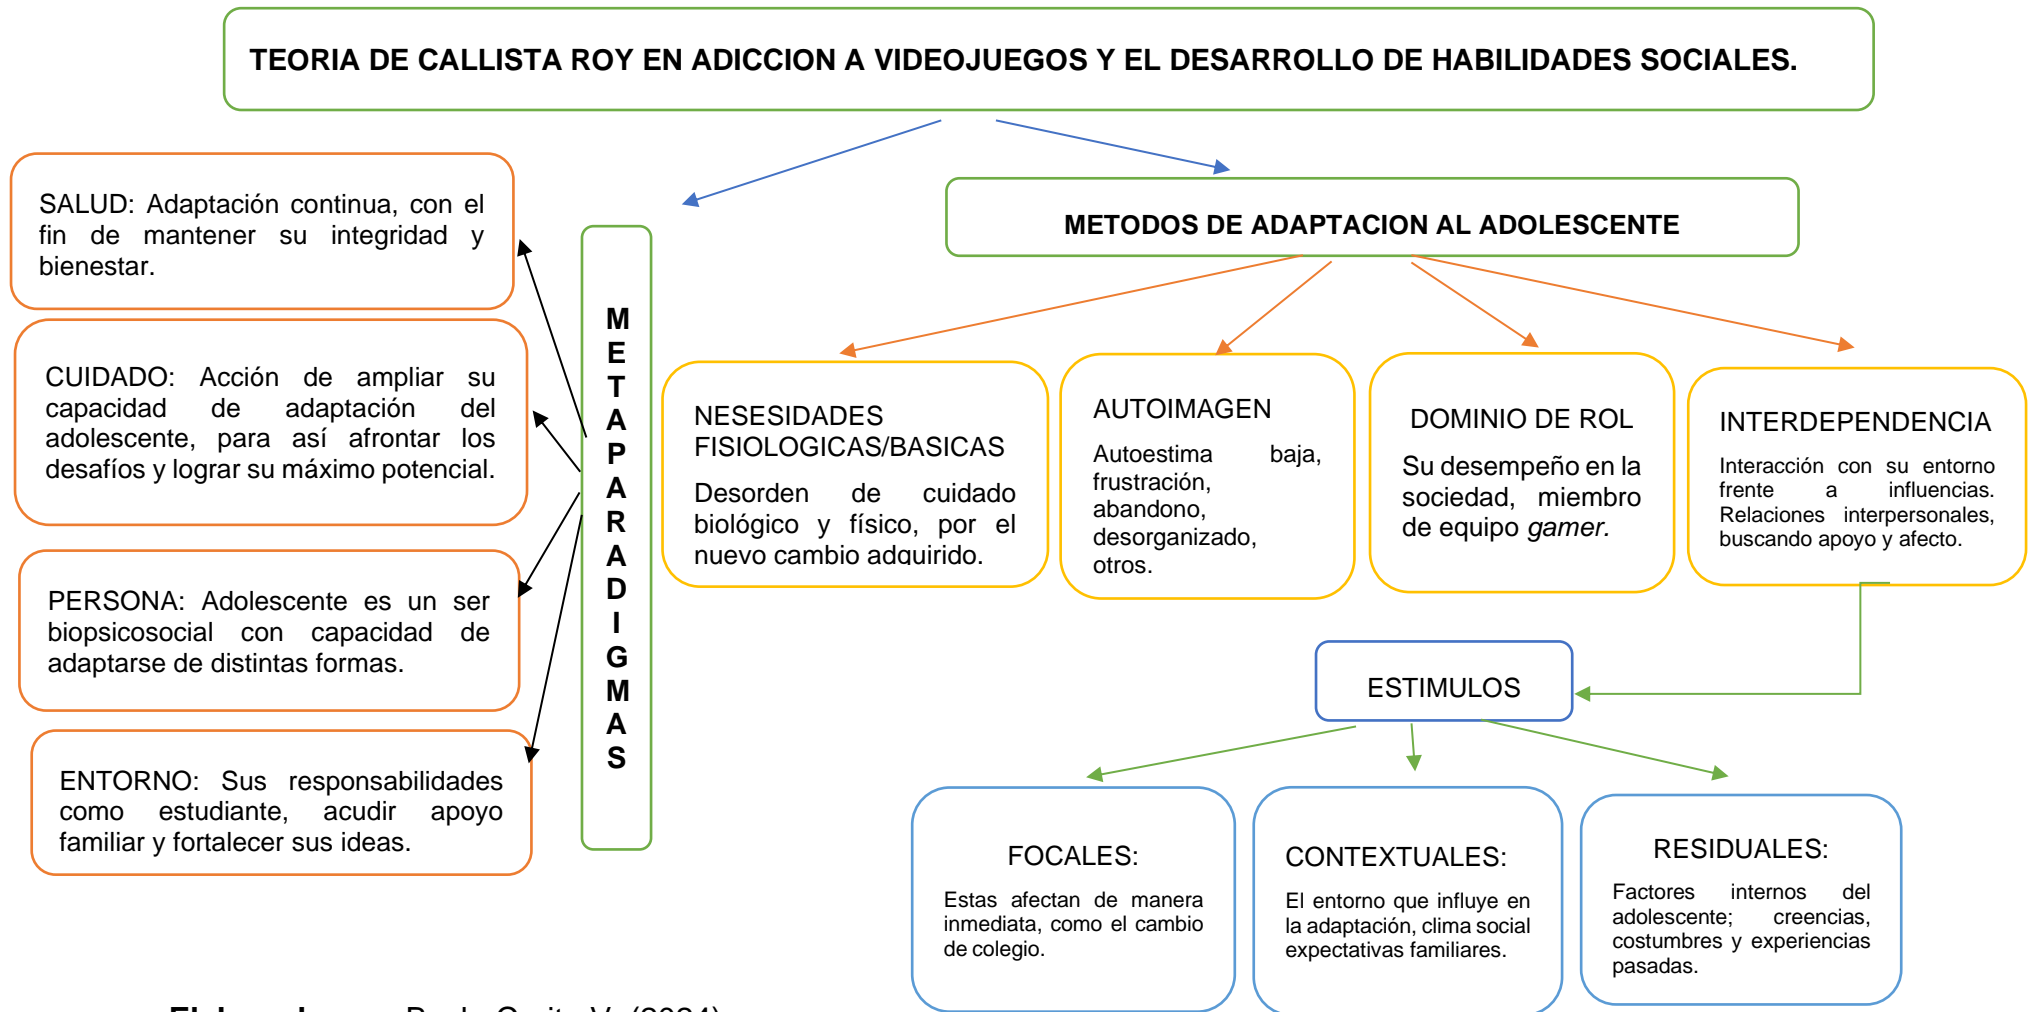 TEORIA DE CALLISTA ROY EN ADICCION A VIDEOJUEGOS Y EL DESARROLLO DE HABILIDADES SOCIALES.
SALUD: Adaptación continua, con el
fin de mantener su integridad y
bienestar.
CUIDADO: Acción de ampliar su
capacidad de adaptación del
adolescente, para así afrontar los
desafíos y lograr su máximo potencial.
PERSONA: Adolescente es un ser
biopsicosocial con capacidad de
adaptarse de distintas formas.
ENTORNO: Sus responsabilidades
como estudiante, acudir apoyo
familiar y fortalecer sus ideas.
METAPARADIGMAS
METODOS DE ADAPTACION AL ADOLESCENTE
NESESIDADES
FISIOLOGICAS/BASICAS
Desorden de cuidado
biológico y físico, por el
nuevo cambio adquirido.
AUTOIMAGEN
Autoestima baja,
frustración,
abandono,
desorganizado,
otros.
DOMINIO DE ROL
Su desempeño en la
sociedad, miembro
de equipo gamer.
INTERDEPENDENCIA
Interacción con su entorno
frente a influencias.
Relaciones interpersonales,
buscando apoyo y afecto.
ESTIMULOS
FOCALES:
Estas afectan de manera
inmediata, como el cambio
de colegio.
CONTEXTUALES:
El entorno que influye en
la adaptación, clima social
expectativas familiares.
RESIDUALES:
Factores internos del
adolescente; creencias,
costumbres y experiencias
pasadas.
(2024)